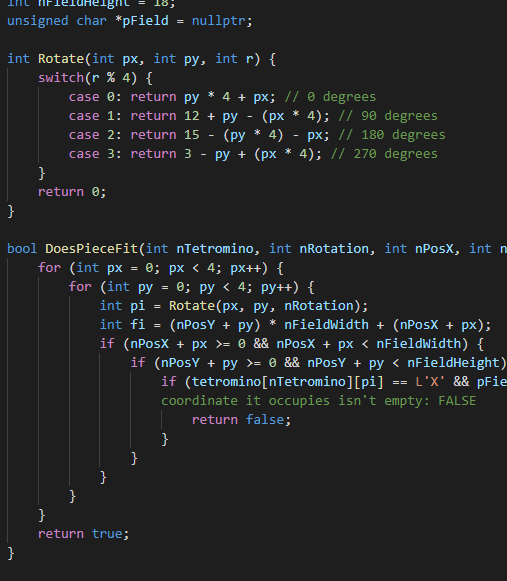 int nFieldHeight = 18;
unsigned char *pField = nullptr;

int Rotate(int px, int py, int r) {
    switch(r % 4) {
        case 0: return py * 4 + px; // 0 degrees
        case 1: return 12 + py - (px * 4); // 90 degrees
        case 2: return 15 - (py * 4) - px; // 180 degrees
        case 3: return 3 - py + (px * 4); // 270 degrees
    }
    return 0;
}

bool DoesPieceFit(int nTetromino, int nRotation, int nPosX, int n
    for (int px = 0; px < 4; px++) {
        for (int py = 0; py < 4; py++) {
            int pi = Rotate(px, py, nRotation);
            int fi = (nPosY + py) * nFieldWidth + (nPosX + px);
            if (nPosX + px >= 0 && nPosX + px < nFieldWidth) {
                if (nPosY + py >= 0 && nPosY + py < nFieldHeight)
                    if (tetromino[nTetromino][pi] == L'X' && pFie
                    coordinate it occupies isn't empty: FALSE
                        return false;
                    }
                }
            }
        }
    }
    return true;
}